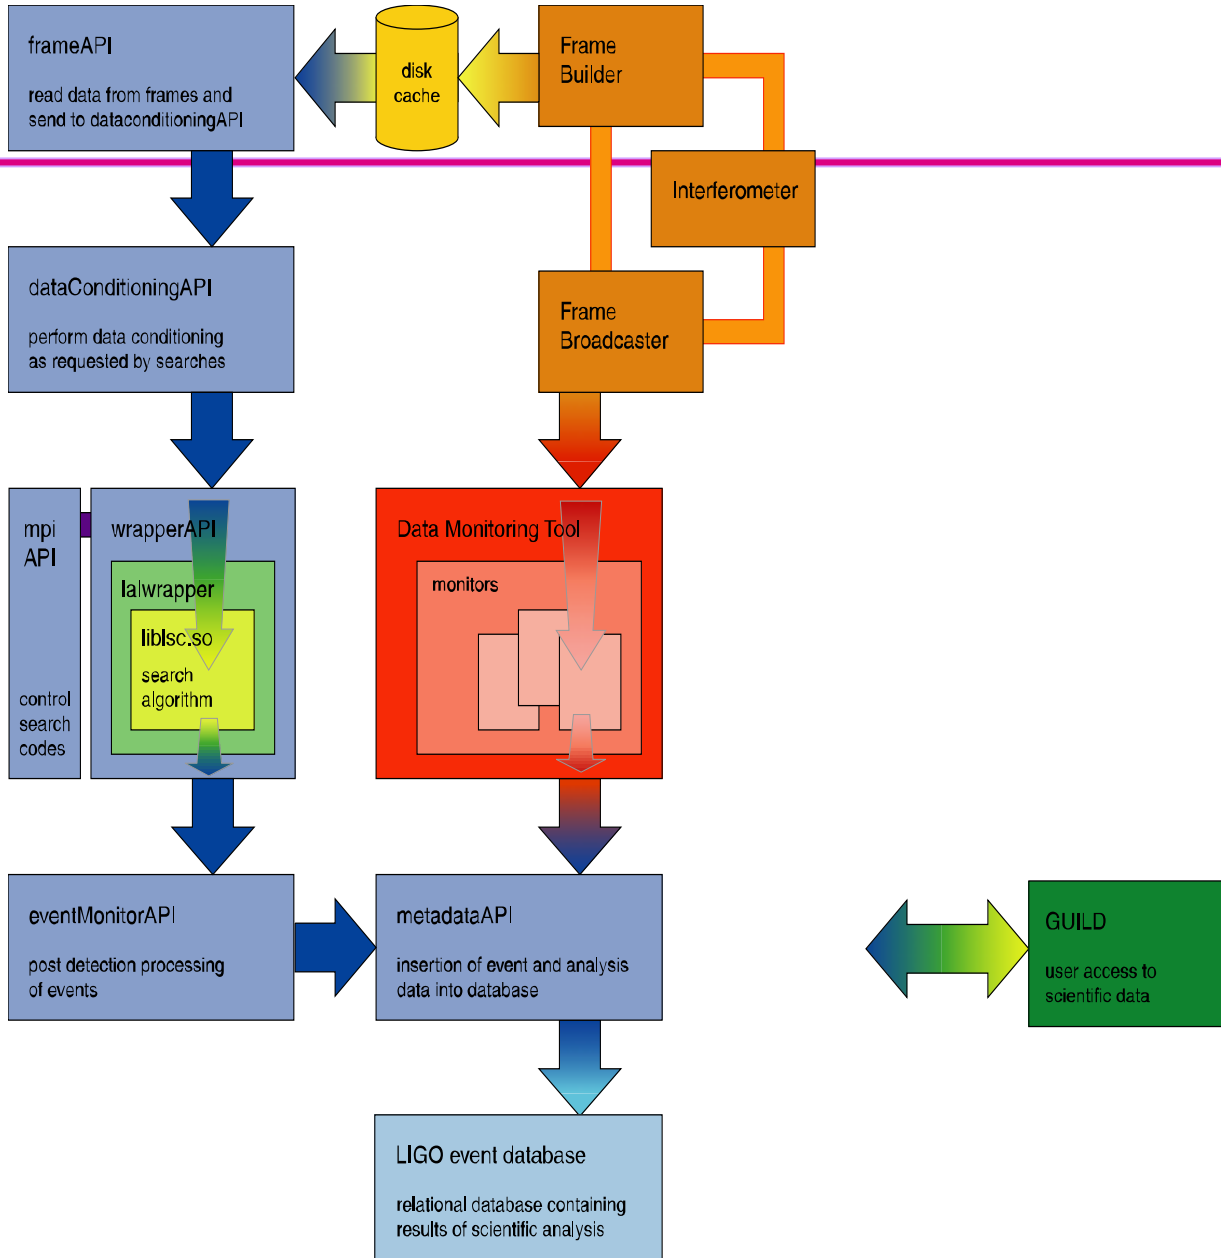 frameAPI
read data from frames and
send to dataconditioningAPI
disk
cache
Frame
Builder
Interferometer
dataConditioningAPI
perform data conditioning
as requested by searches
Frame
Broadcaster
mpi
API
control
search
codes
wrapperAPI
lalwrapper
liblsc.so
search
algorithm
Data Monitoring Tool
monitors
eventMonitorAPI
post detection processing
of events
metadataAPI
insertion of event and analysis
data into database
GUILD
user access to
scientific data
LIGO event database
relational database containing
results of scientific analysis